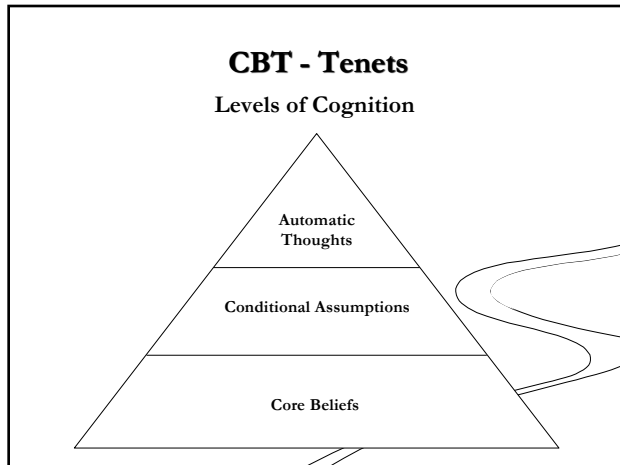 CBT - Tenets
Levels of Cognition
Automatic
Thoughts
Conditional Assumptions
Core Beliefs